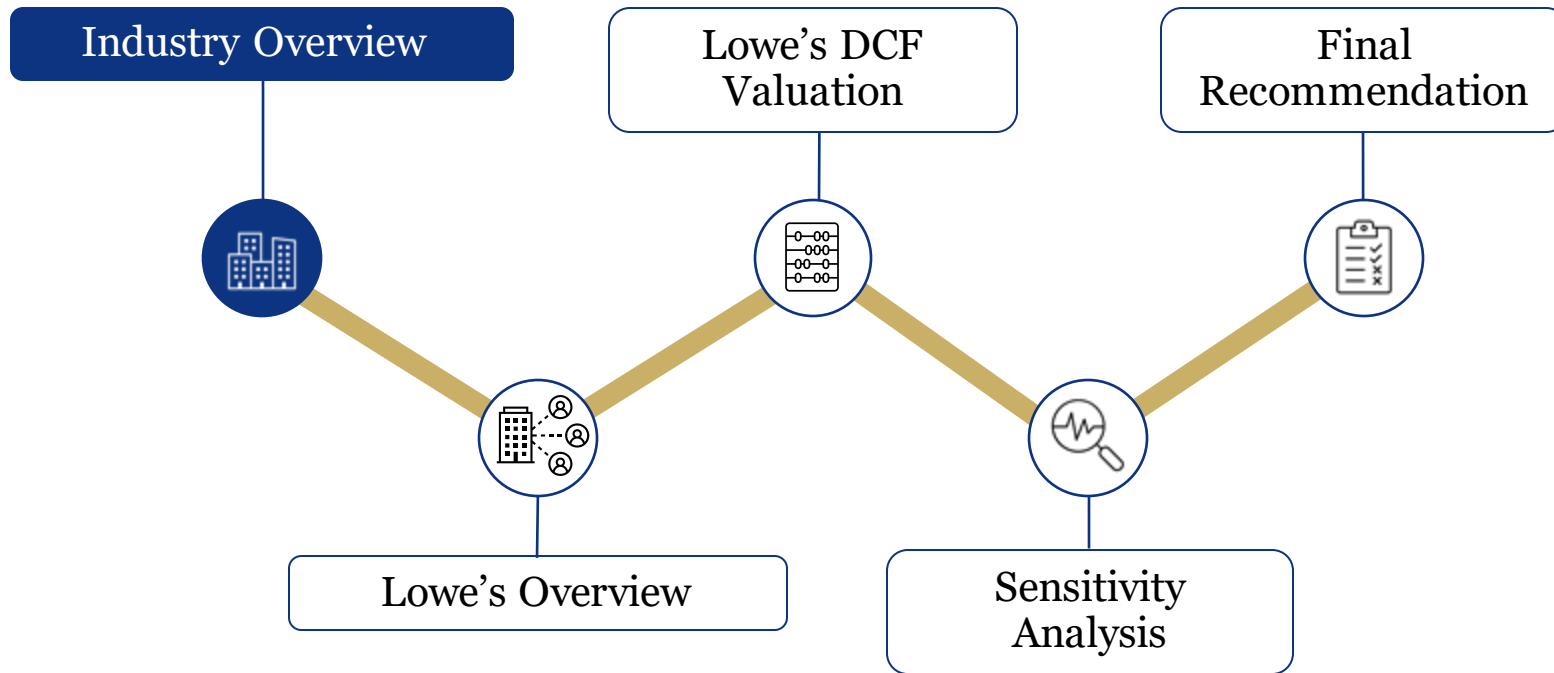 Industry Overview
Lowe’s DCF
Valuation
Final
Recommendation
Lowe’s Overview
Sensitivity
Analysis